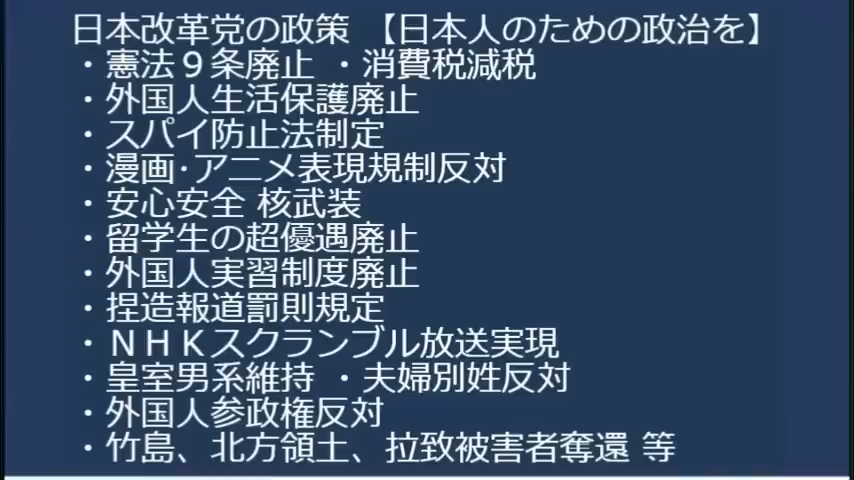 日本改革党の政策 【日本人のための政治を】
・憲法９条廃止 ・消費税減税
・外国人生活保護廃止
・スパイ防止法制定
・漫画･アニメ表現規制反対
・安心安全 核武装
・留学生の超優遇廃止
・外国人実習制度廃止
・捏造報道罰則規定
・ＮＨＫスクランブル放送実現
・皇室男系維持 ・夫婦別姓反対
・外国人参政権反対
・竹島、北方領土、拉致被害者奪還 等